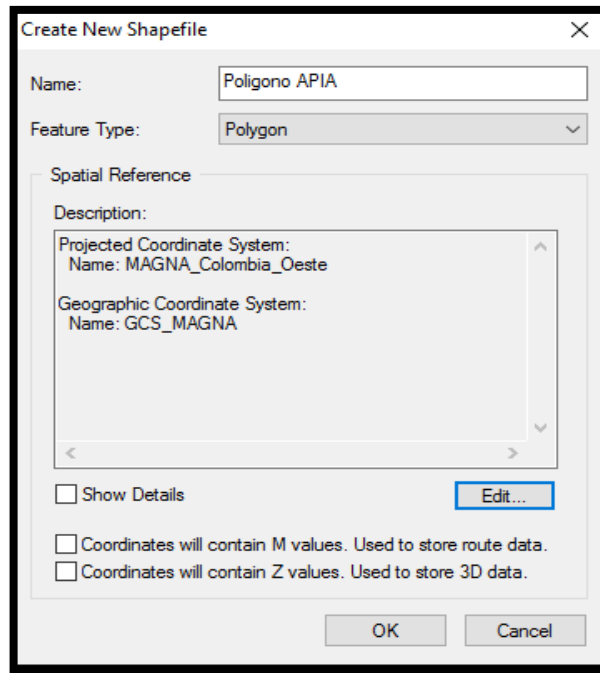 Create New Shapefile
Name:
Poligono APIA
Feature Type:
Polygon
Spatial Reference
Description:
Projected Coordinate System:
Name: MAGNA_Colombia_Oeste
Geographic Coordinate System:
Name: GCS_MAGNA
Show Details
Edit...
Coordinates will contain M values. Used to store route data.
Coordinates will contain Z values. Used to store 3D data.
OK
Cancel